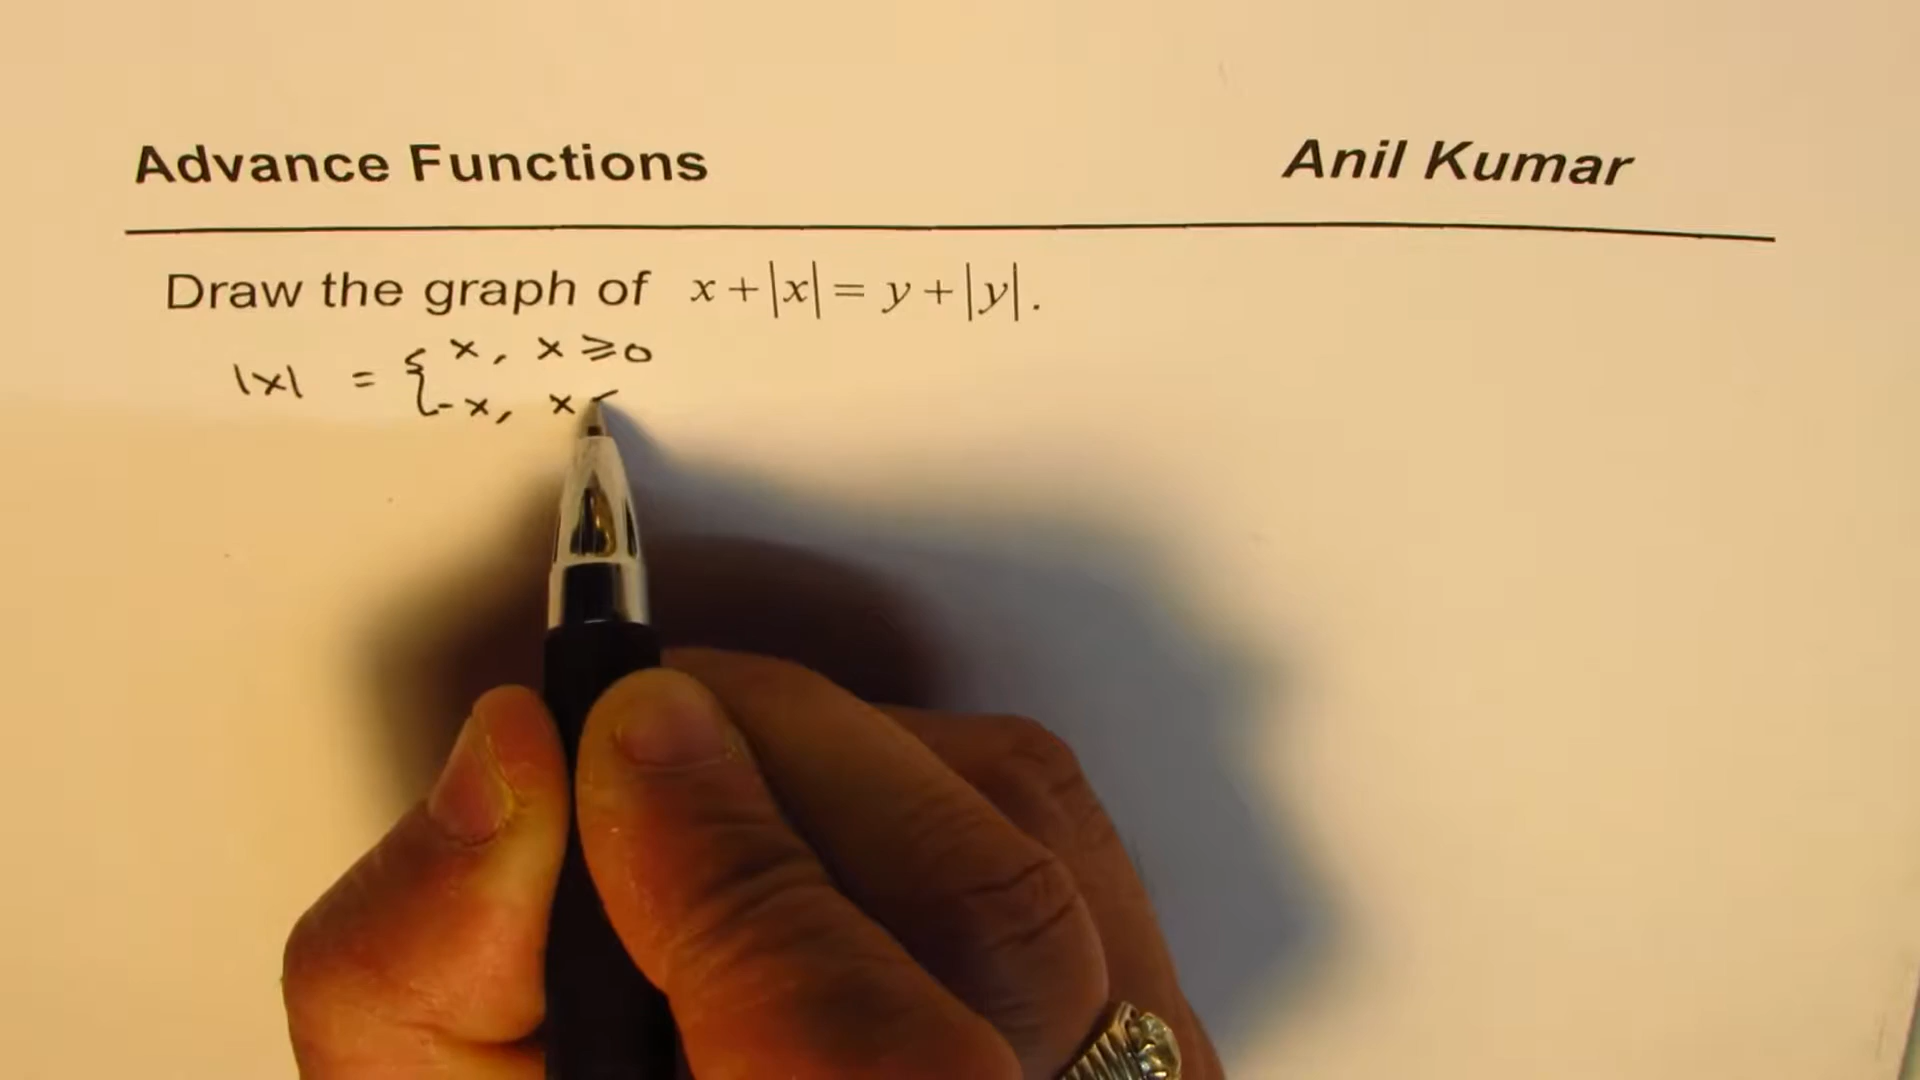 Advance Functions Anil Kumar
Draw the graph of x+|x|= y+|y|.
|x| = { x, x ≥ 0
-x, x <